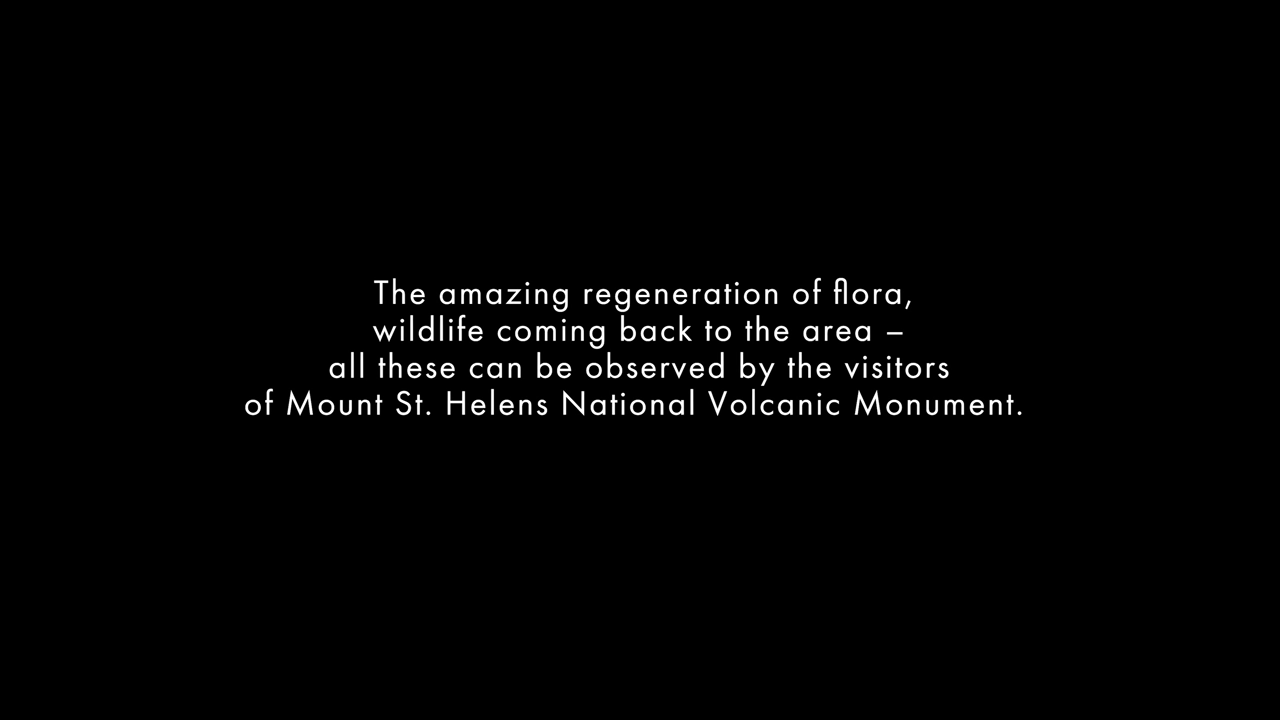 The amazing regeneration of flora,
wildlife coming back to the area –
all these can be observed by the visitors
of Mount St. Helens National Volcanic Monument.